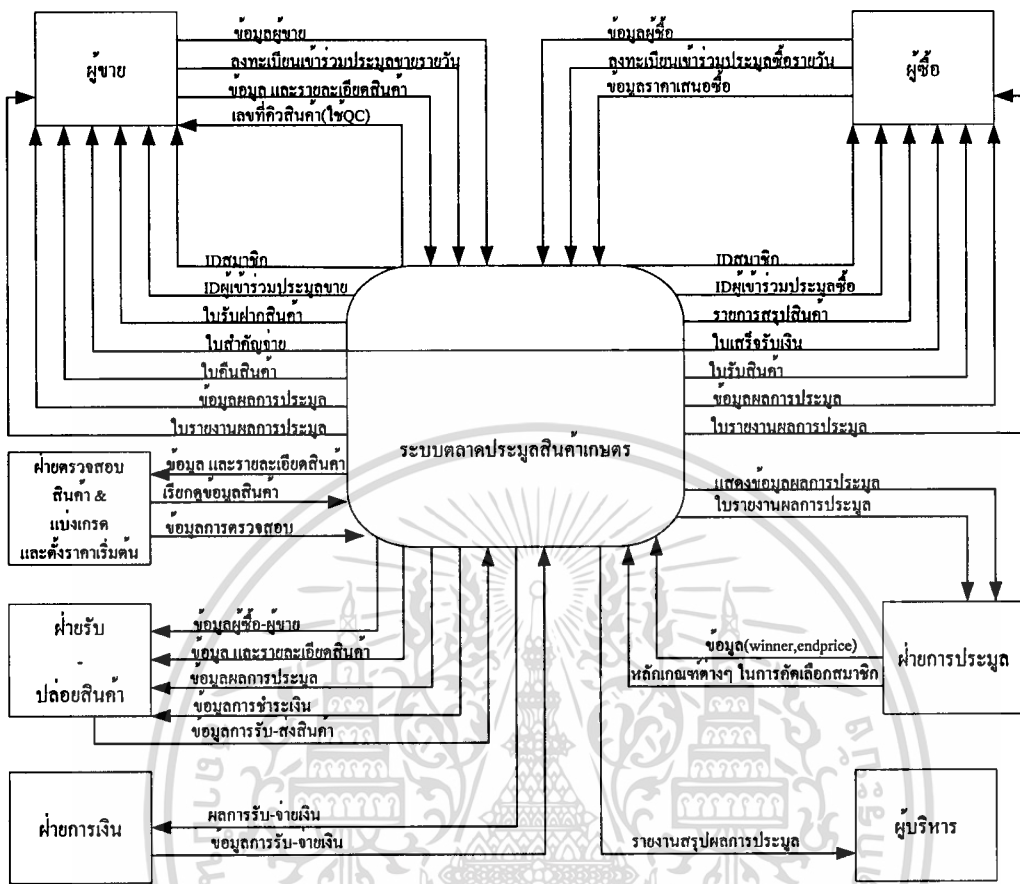 ผู้ขาย
ข้อมูลผู้ขาย
ลงทะเบียนเข้าร่วมประมูลขายรายวัน
ข้อมูล และรายละเอียดสินค้า
เลขที่คิวสินค้า(ใช้QC)
ข้อมูลผู้ซื้อ
ลงทะเบียนเข้าร่วมประมูลซื้อรายวัน
ข้อมูลราคาเสนอซื้อ
ผู้ซื้อ
IDสมาชิก
IDผู้เข้าร่วมประมูลขาย
ใบรับฝากสินค้า
ใบสำคัญจ่าย
ใบคืนสินค้า
ข้อมูลผลการประมูล
ใบรายงานผลการประมูล
IDสมาชิก
IDผู้เข้าร่วมประมูลซื้อ
รายการสรุปสินค้า
ใบเสร็จรับเงิน
ใบรับสินค้า
ข้อมูลผลการประมูล
ใบรายงานผลการประมูล
ระบบตลาดประมูลสินค้าเกษตร
ฝ่ายตรวจสอบ
สินค้า &
แบ่งเกรด
และตั้งราคาเริ่มต้น
ข้อมูล และรายละเอียดสินค้า
เรียกดูข้อมูลสินค้า
ข้อมูลการตรวจสอบ
แสดงข้อมูลผลการประมูล
ใบรายงานผลการประมูล
ฝ่ายรับ
ปล่อยสินค้า
ข้อมูลผู้ซื้อ-ผู้ขาย
ข้อมูล และรายละเอียดสินค้า
ข้อมูลผลการประมูล
ข้อมูลการชำระเงิน
ข้อมูลการรับ-ส่งสินค้า
ข้อมูล(winner,endprice)
หลักเกณฑ์ต่างๆ ในการคัดเลือกสมาชิก
ฝ่ายการประมูล
ฝ่ายการเงิน
ผลการรับ-จ่ายเงิน
ข้อมูลการรับ-จ่ายเงิน
รายงานสรุปผลการประมูล
ผู้บริหาร